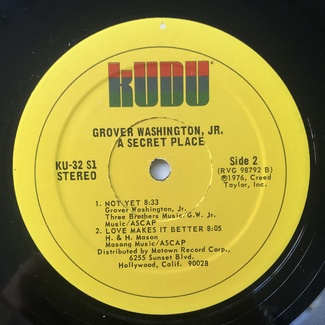 KUDU
GROVER WASHINGTON, JR.
A SECRET PLACE
KU-32 S1
STEREO
Side 2
(RVG 98792 B)
℗1976, Creed
Taylor, Inc.
1. NOT YET 8:33
Grover Washington, Jr.
Three Brothers Music/G.W. Jr.
Music/ASCAP
2. LOVE MAKES IT BETTER 8:05
H. & H. Moson
Mosong Music/ASCAP
Distributed by Motown Record Corp.,
6255 Sunset Blvd.
Hollywood, Calif. 90028